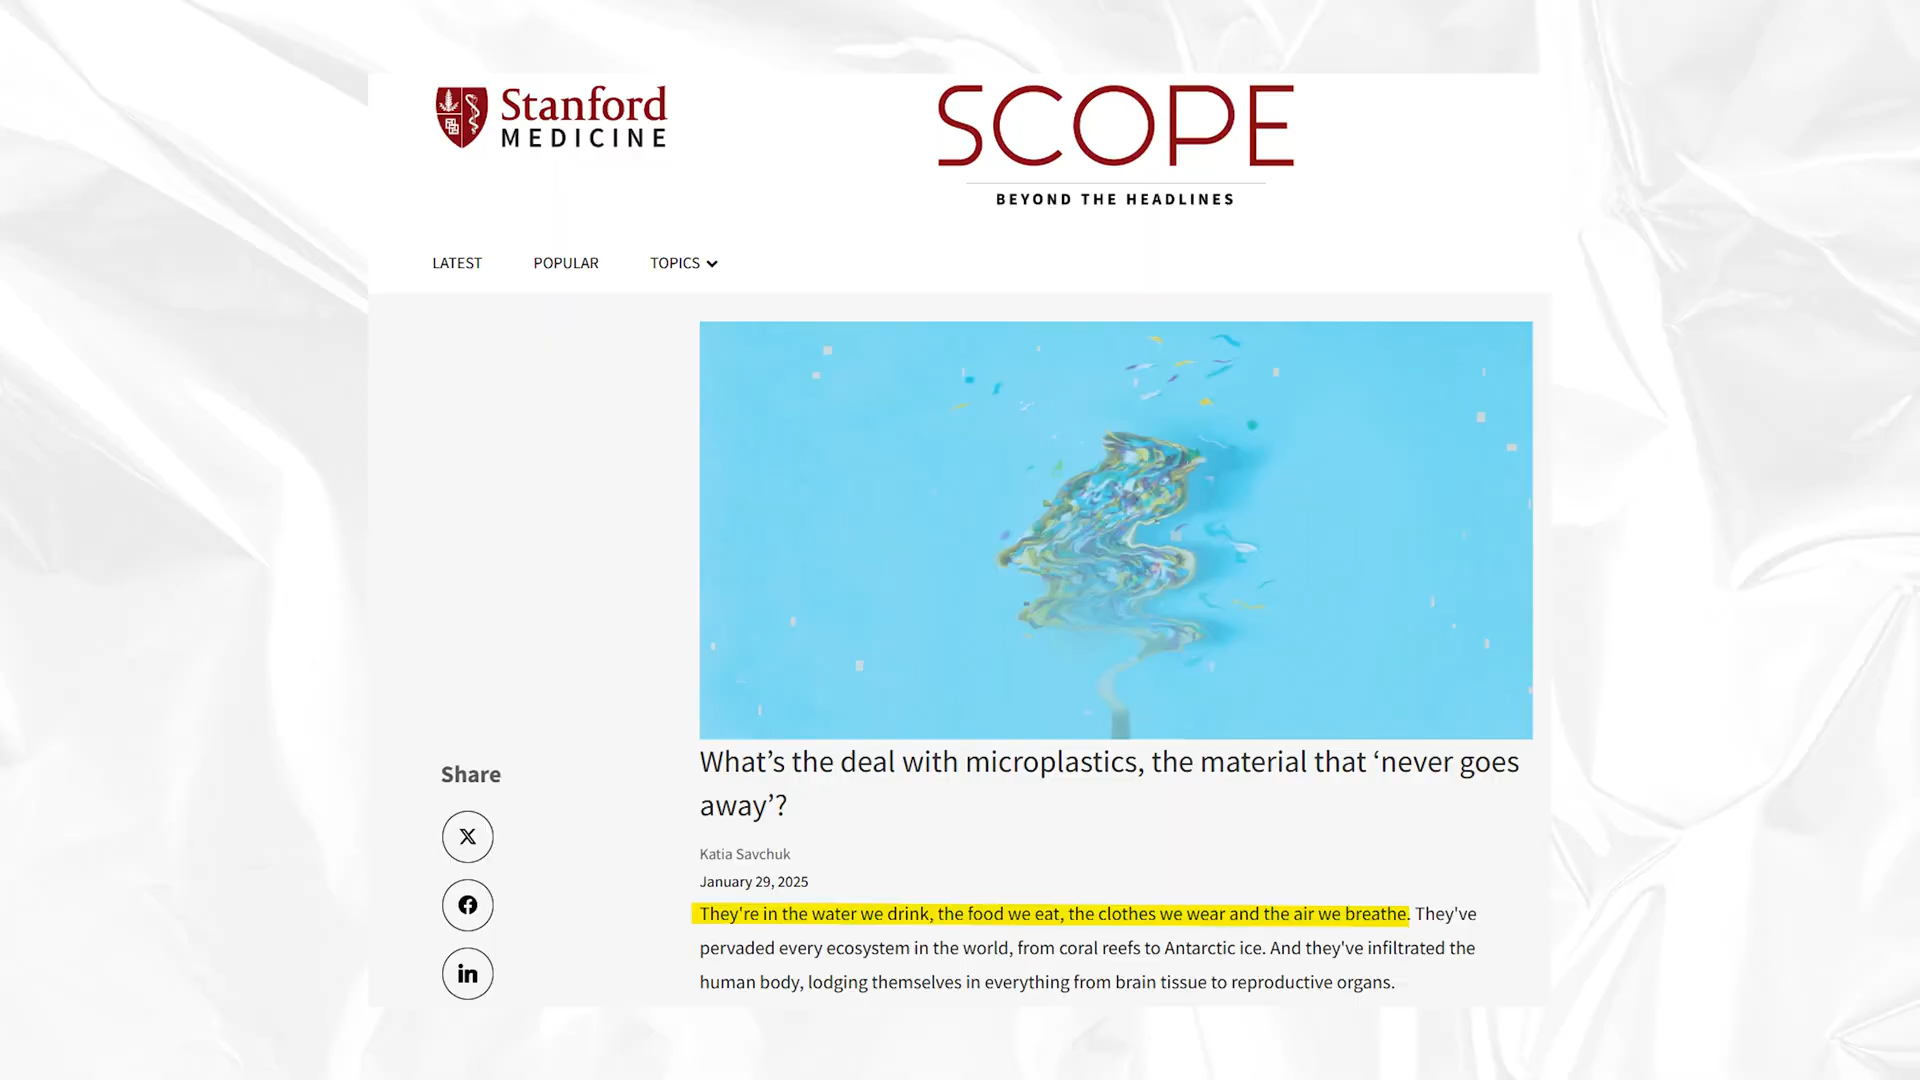 Stanford
MEDICINE
SCOPE
BEYOND THE HEADLINES
LATEST
POPULAR
TOPICS
What’s the deal with microplastics, the material that ‘never goes
away’?
Katia Savchuk
January 29, 2025
They're in the water we drink, the food we eat, the clothes we wear and the air we breathe. They've
pervaded every ecosystem in the world, from coral reefs to Antarctic ice. And they've infiltrated the
human body, lodging themselves in everything from brain tissue to reproductive organs.
Share
X
f
in